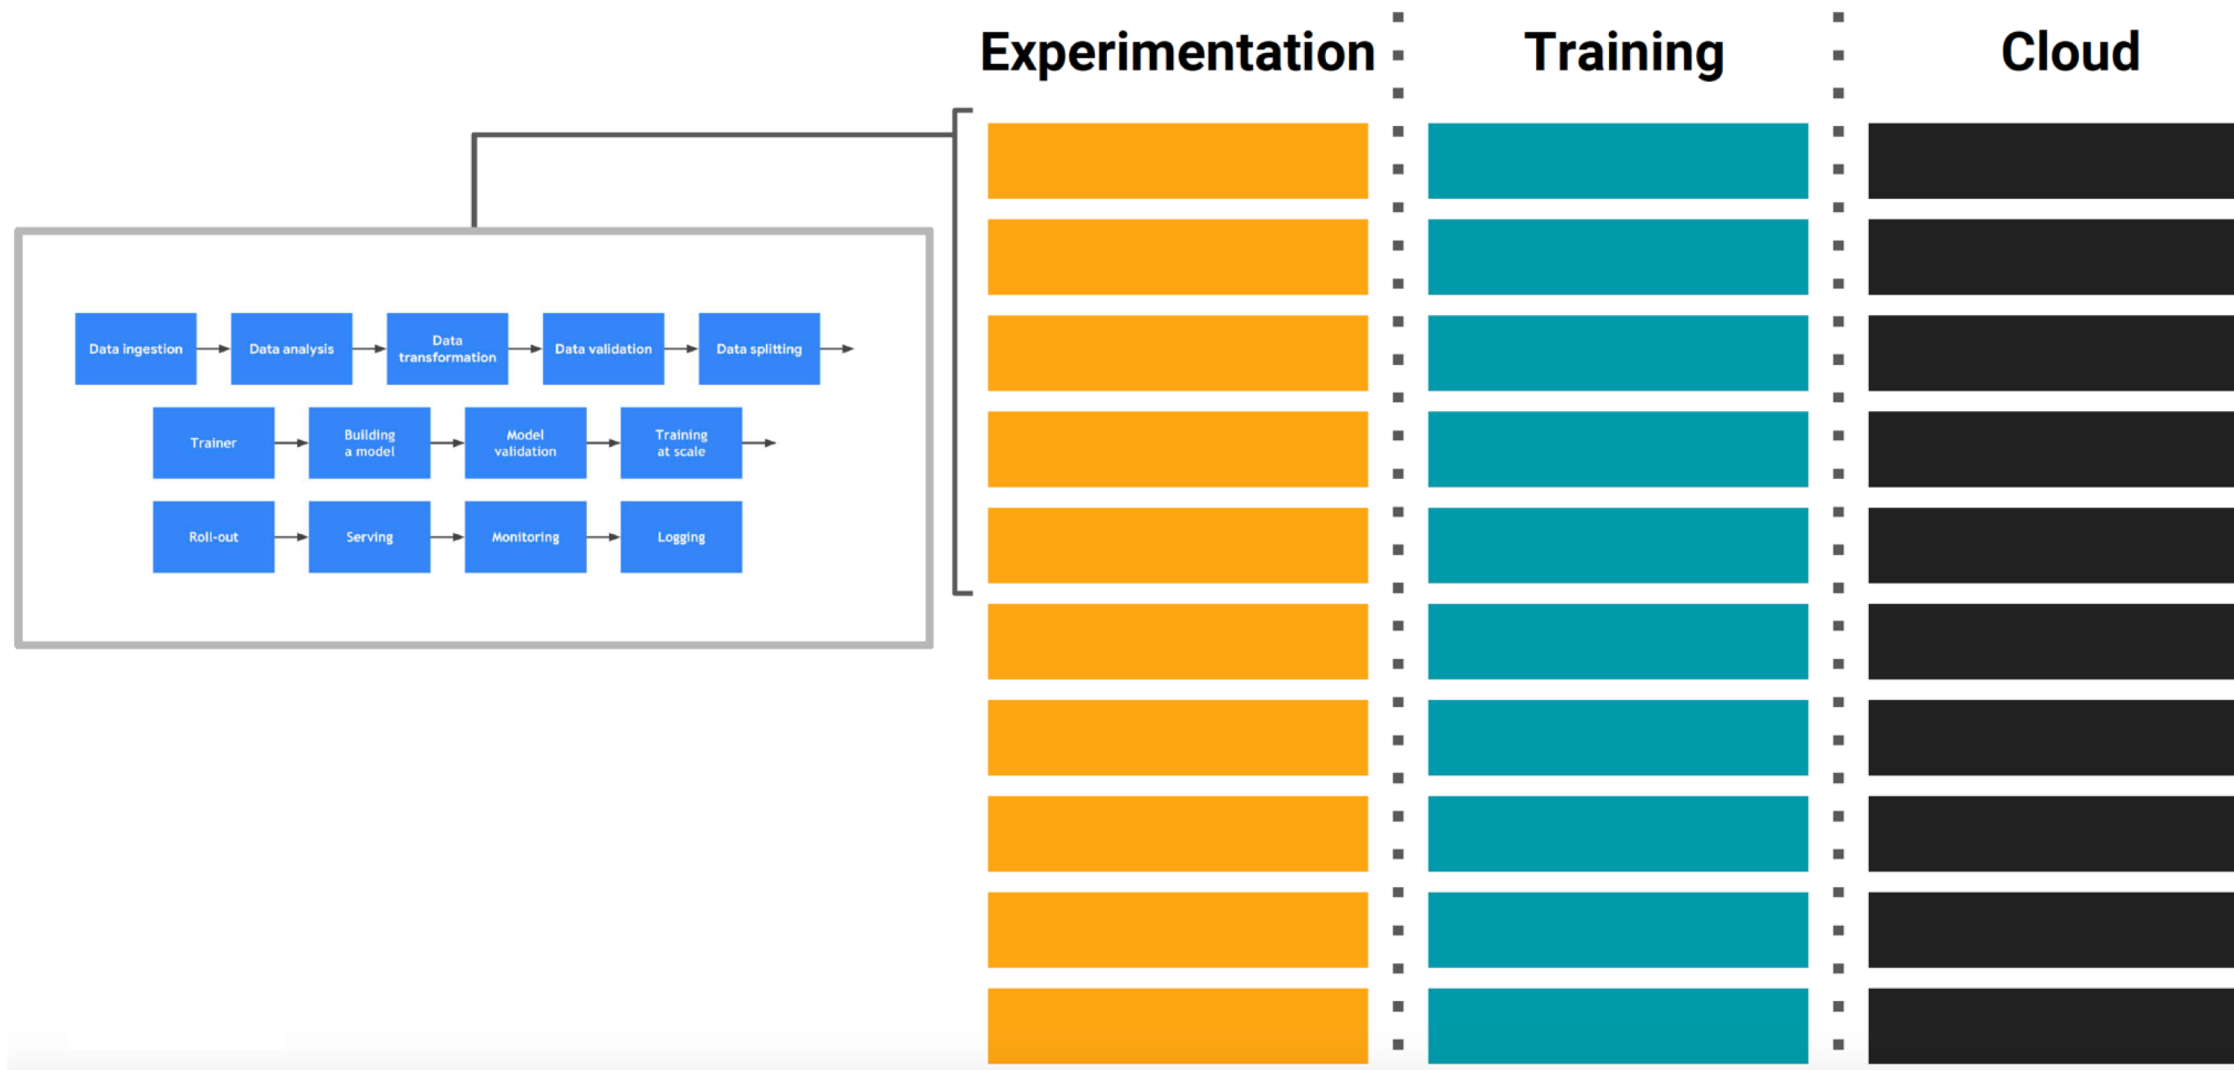 Experimentation
Training
Cloud
Data ingestion
Data analysis
Data
transformation
Data validation
Data splitting
Trainer
Building
a model
Model
validation
Training
at scale
Roll-out
Serving
Monitoring
Logging